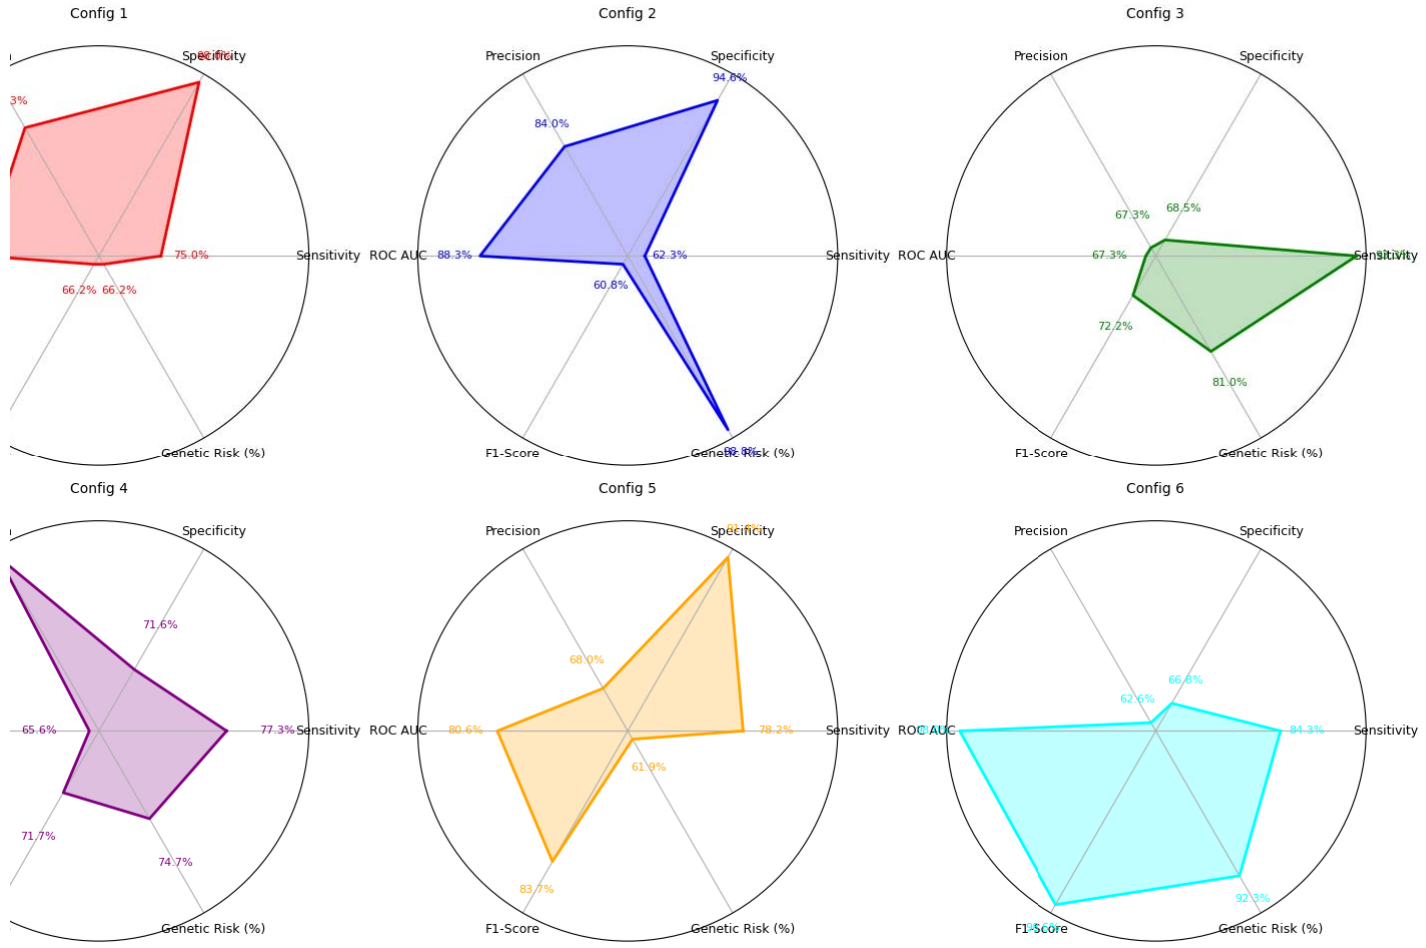 Config 1
Config 2
Config 3
Specificity
Precision
Specificity
Precision
Specificity
3%
84.0%
94.6%
67.3%
68.5%
75.0%
Sensitivity
ROC AUC
88.3%
62.3%
Sensitivity
ROC AUC
67.3%
Sensitivity
66.2%
66.2%
60.8%
72.2%
81.0%
Genetic Risk (%)
F1-Score
Genetic Risk (%)
F1-Score
Genetic Risk (%)
Config 4
Config 5
Config 6
Specificity
Precision
Specificity
Precision
Specificity
71.6%
68.0%
62.6%
66.8%
65.6%
77.3%
Sensitivity
ROC AUC
80.6%
78.2%
Sensitivity
ROC AUC
84.3%
Sensitivity
71.7%
74.7%
61.9%
83.7%
92.3%
Genetic Risk (%)
F1-Score
Genetic Risk (%)
F1-Score
Genetic Risk (%)